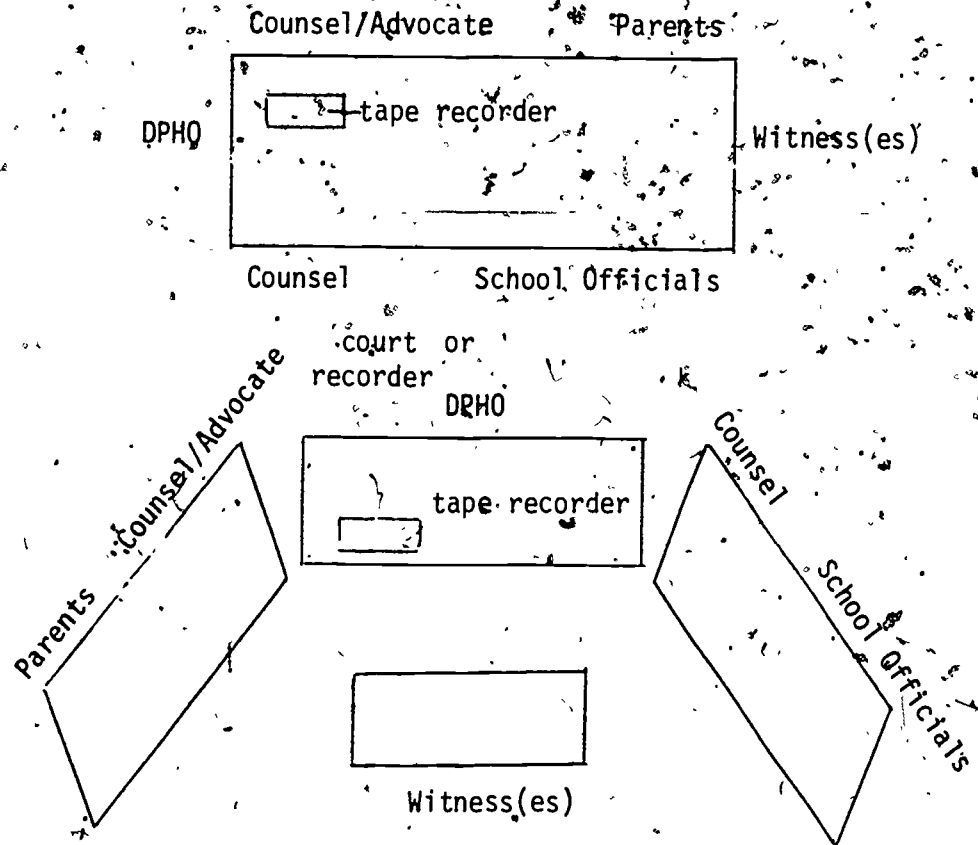 Counsel/Advocate Parents
tape recorder
DPHO Witness(es)
Counsel School Officials
court or
recorder
DPHO
Counsel/Advocate
Parents
tape recorder
Counsel
School Officials
Witness(es)